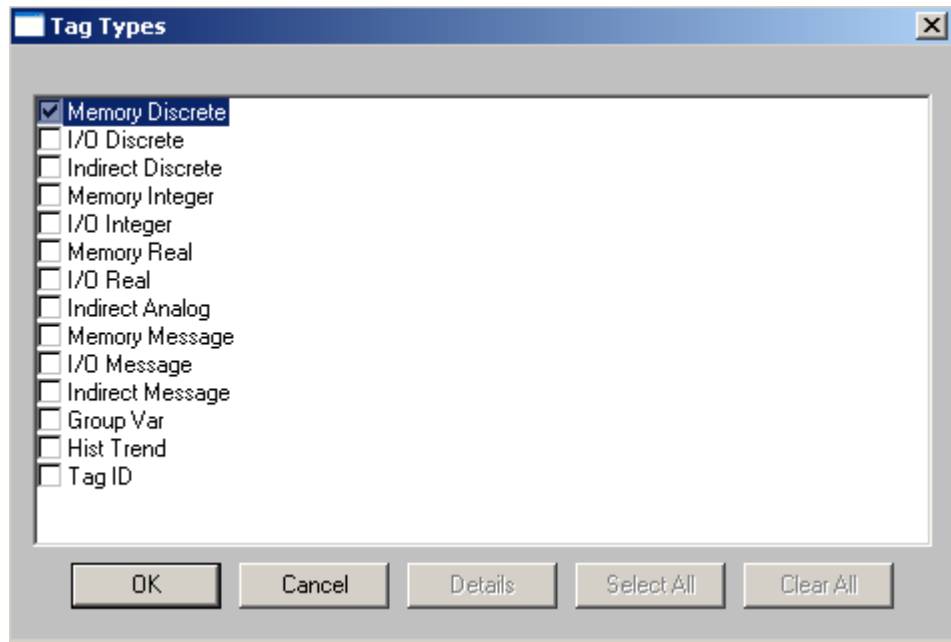 Tag Types
Memory Discrete
I/O Discrete
Indirect Discrete
Memory Integer
I/O Integer
Memory Real
I/O Real
Indirect Analog
Memory Message
I/O Message
Indirect Message
Group Var
Hist Trend
Tag ID
OK Cancel Details Select All Clear All